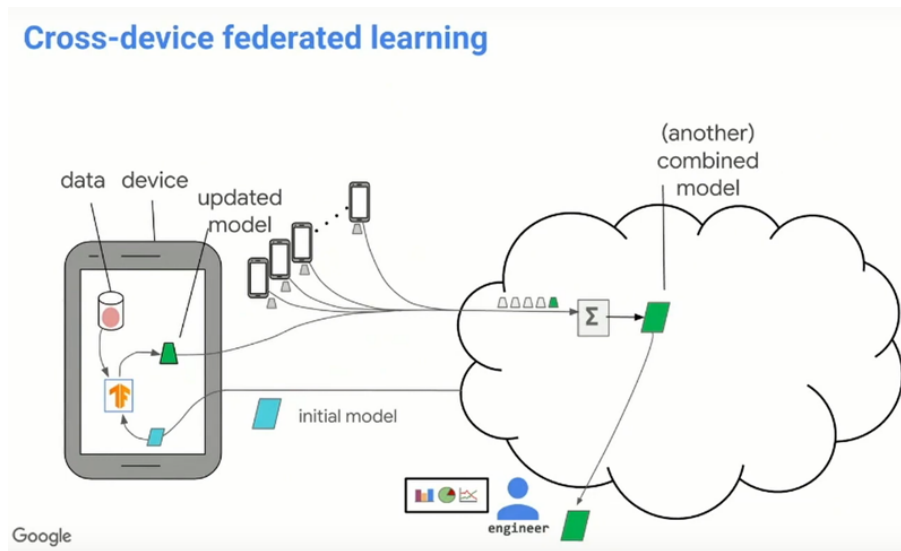 Cross-device federated learning
(another)
combined
model
data device
updated
model
Σ
initial model
engineer
Google